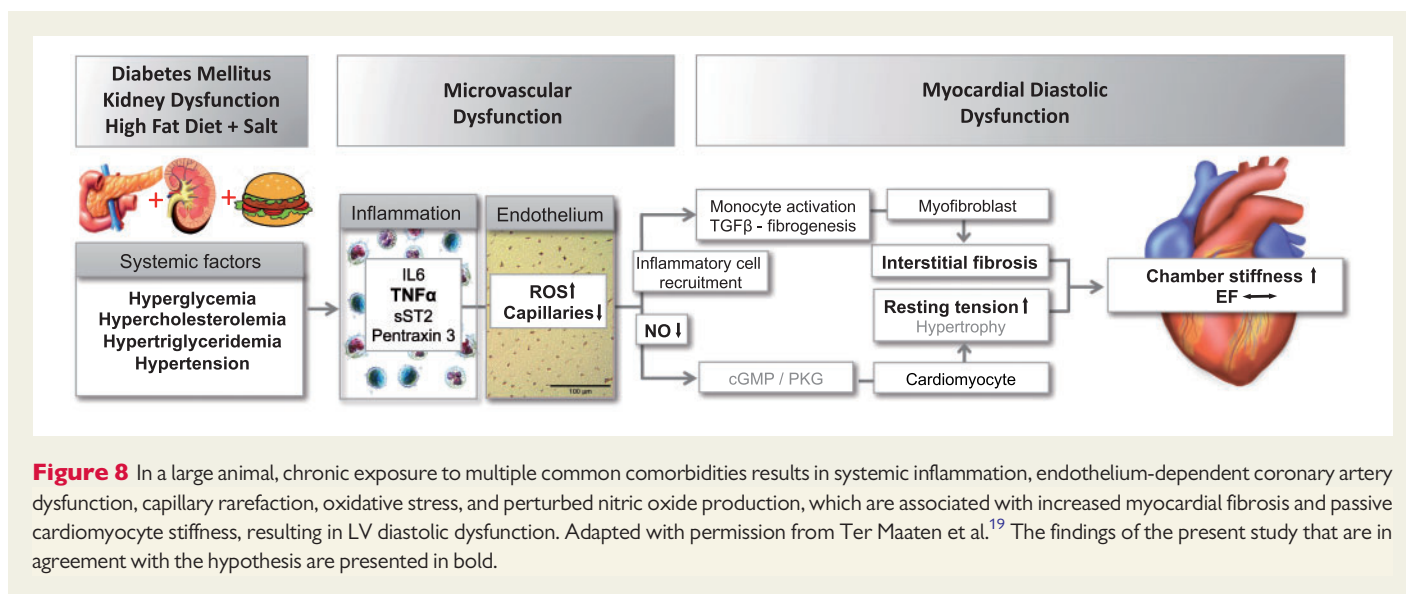 Diabetes Mellitus
Kidney Dysfunction
High Fat Diet + Salt
Microvascular
Dysfunction
Myocardial Diastolic
Dysfunction
+ +
Systemic factors
Hyperglycemia
Hypercholesterolemia
Hypertriglyceridemia
Hypertension
Inflammation
IL6
TNFα
sST2
Pentraxin 3
Endothelium
ROS↑
Capillaries↓
100 µm
Inflammatory cell
recruitment
NO↓
Monocyte activation
TGFβ - fibrogenesis
Myofibroblast
Interstitial fibrosis
Resting tension↑
Hypertrophy
cGMP / PKG
Cardiomyocyte
Chamber stiffness ↑
EF ↔
Figure 8 In a large animal, chronic exposure to multiple common comorbidities results in systemic inflammation, endothelium-dependent coronary artery
dysfunction, capillary rarefaction, oxidative stress, and perturbed nitric oxide production, which are associated with increased myocardial fibrosis and passive
cardiomyocyte stiffness, resulting in LV diastolic dysfunction. Adapted with permission from Ter Maaten et al.19 The findings of the present study that are in
agreement with the hypothesis are presented in bold.